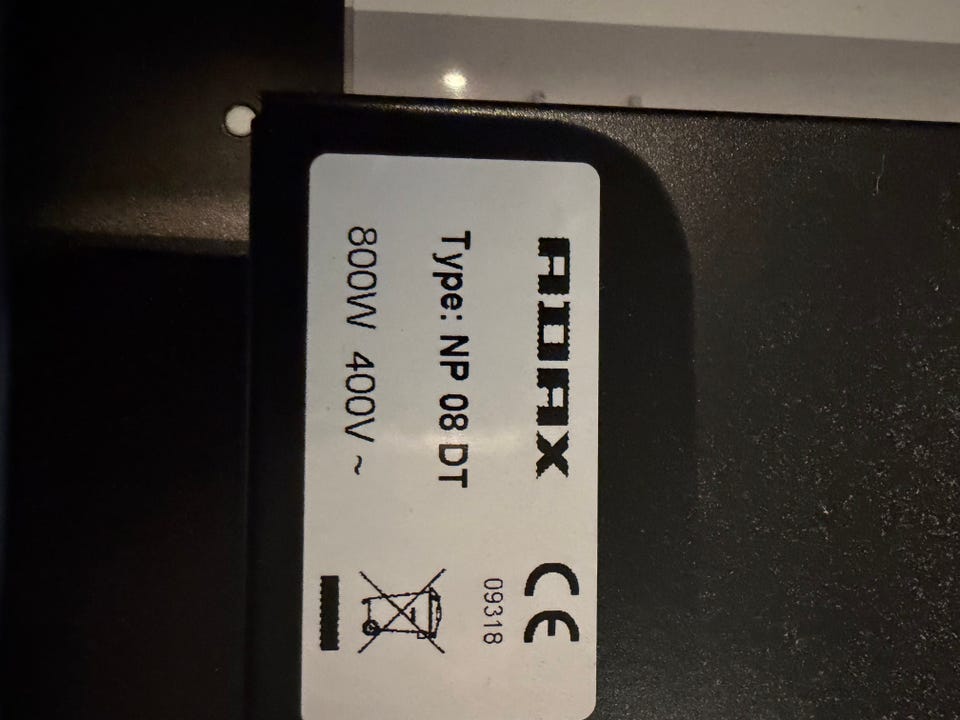 ADAX
Type: NP 08 DT
800W 400V ~
CE
09318